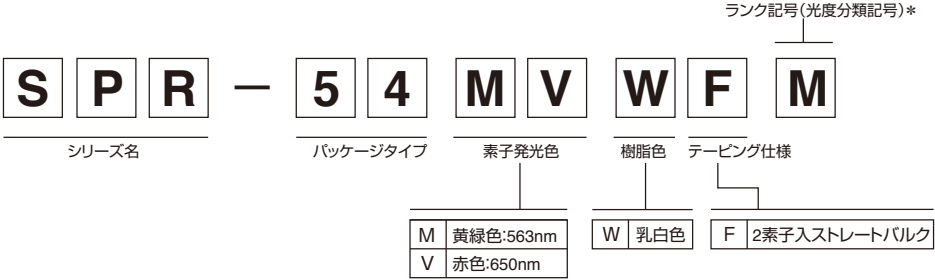 ランク記号(光度分類記号)＊
S P R － 5 4 M V W F M
シリーズ名 パッケージタイプ 素子発光色 樹脂色 テーピング仕様
M 黄緑色:563nm W 乳白色 F 2素子入ストレートバルク
V 赤色:650nm